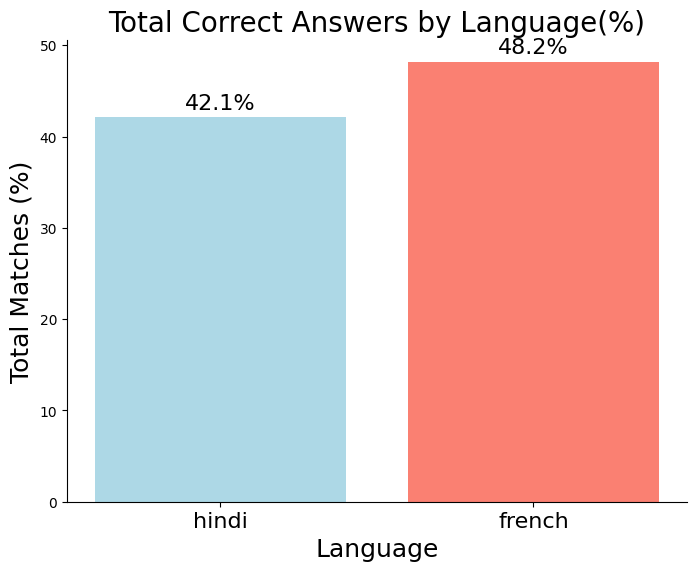 Total Correct Answers by Language(%)
48.2%
42.1%
50
40
30
20
10
0
Total Matches (%)
hindi
french
Language